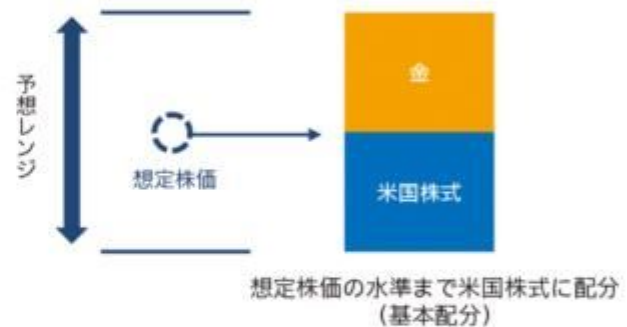 予想レンジ
想定株価
金
米国株式
想定株価の水準まで米国株式に配分
(基本配分)